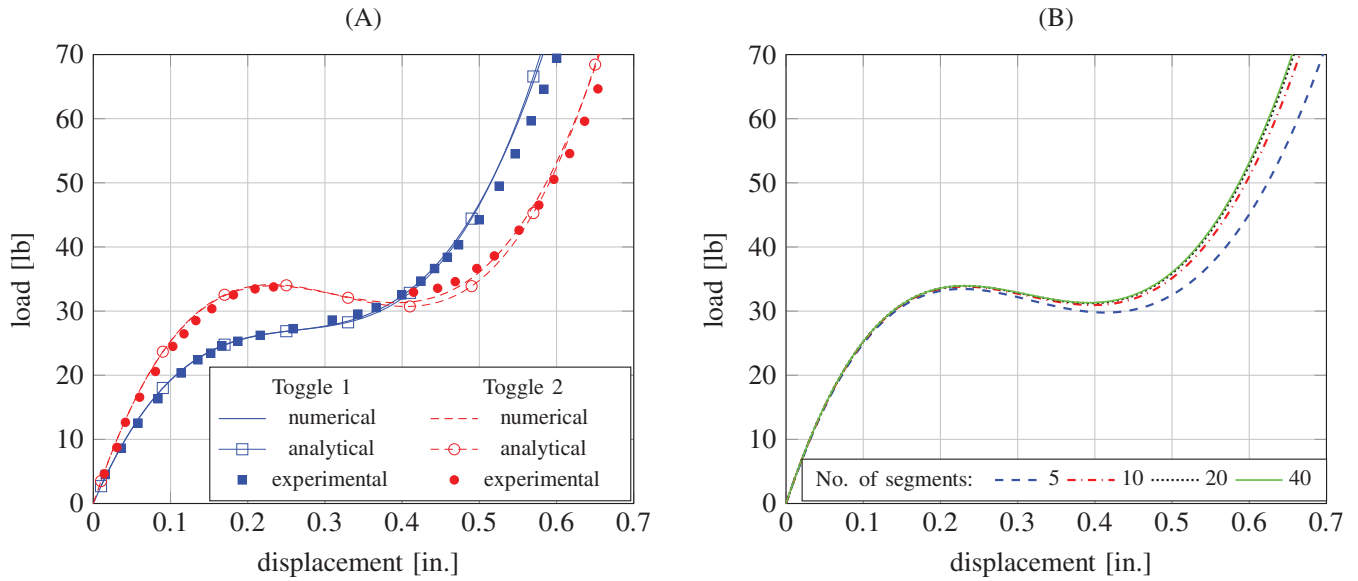 (A)
70
60
50
40
30
20
10
0
load [lb]
0 0.1 0.2 0.3 0.4 0.5 0.6 0.7
displacement [in.]
Toggle 1 Toggle 2
numerical numerical
analytical analytical
experimental experimental
(B)
70
60
50
40
30
20
10
0
load [lb]
0 0.1 0.2 0.3 0.4 0.5 0.6 0.7
displacement [in.]
No. of segments: 5 10 20 40